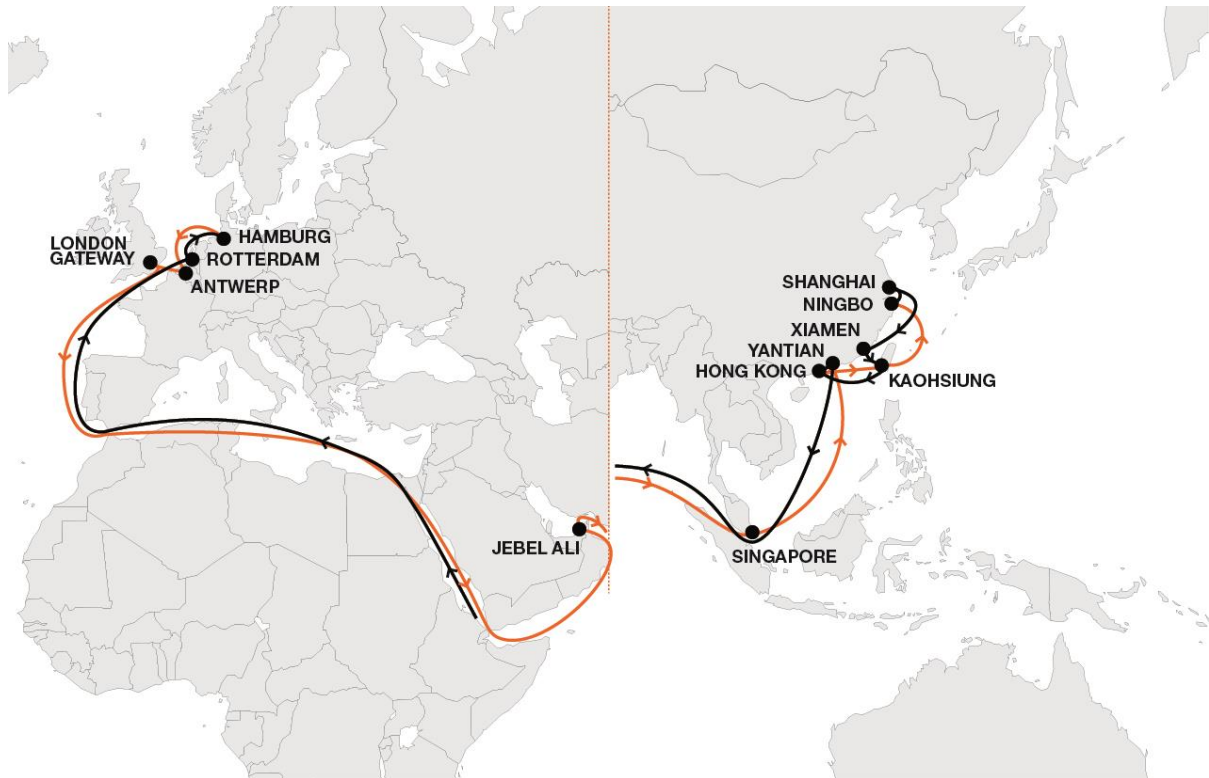 LONDON
GATEWAY
HAMBURG
ROTTERDAM
ANTWERP
JEBEL ALI
SHANGHAI
NINGBO
XIAMEN
YANTIAN
HONG KONG
KAOHSIUNG
SINGAPORE